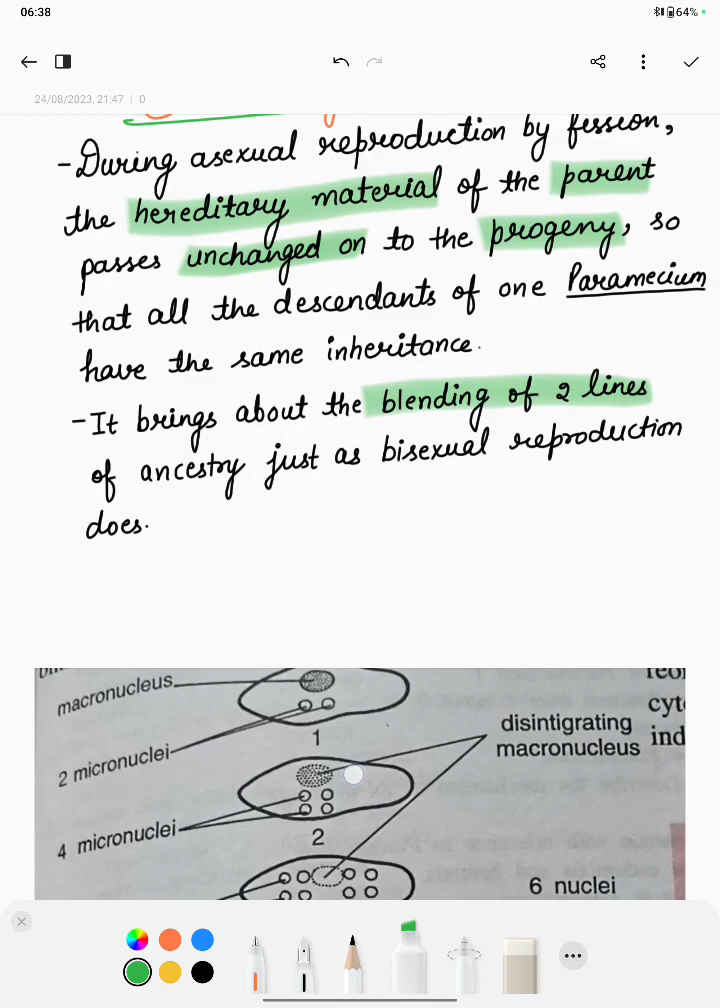 06:38
64%
24/08/2023, 21:47 | 0
-During asexual reproduction by fission,
the hereditary material of the parent
passes unchanged on to the progeny, so
that all the descendants of one Paramecium
have the same inheritance.
-It brings about the blending of 2 lines
of ancestry just as bisexual reproduction
does.
macronucleus
2 micronuclei
1
disintigrating
macronucleus
cyt
ind
4 micronuclei
2
6 nuclei